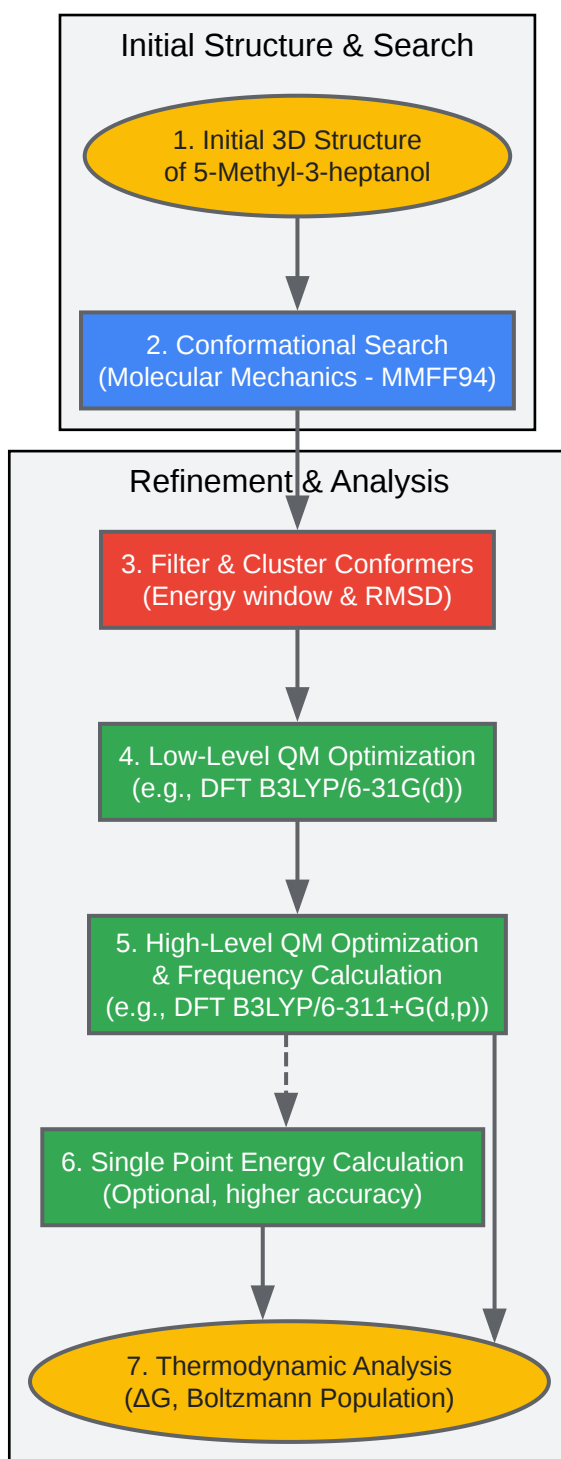 Initial Structure & Search
1. Initial 3D Structure
of 5-Methyl-3-heptanol
2. Conformational Search
(Molecular Mechanics - MMFF94)
Refinement & Analysis
3. Filter & Cluster Conformers
(Energy window & RMSD)
4. Low-Level QM Optimization
(e.g., DFT B3LYP/6-31G(d))
5. High-Level QM Optimization
& Frequency Calculation
(e.g., DFT B3LYP/6-311+G(d,p))
6. Single Point Energy Calculation
(Optional, higher accuracy)
7. Thermodynamic Analysis
(ΔG, Boltzmann Population)